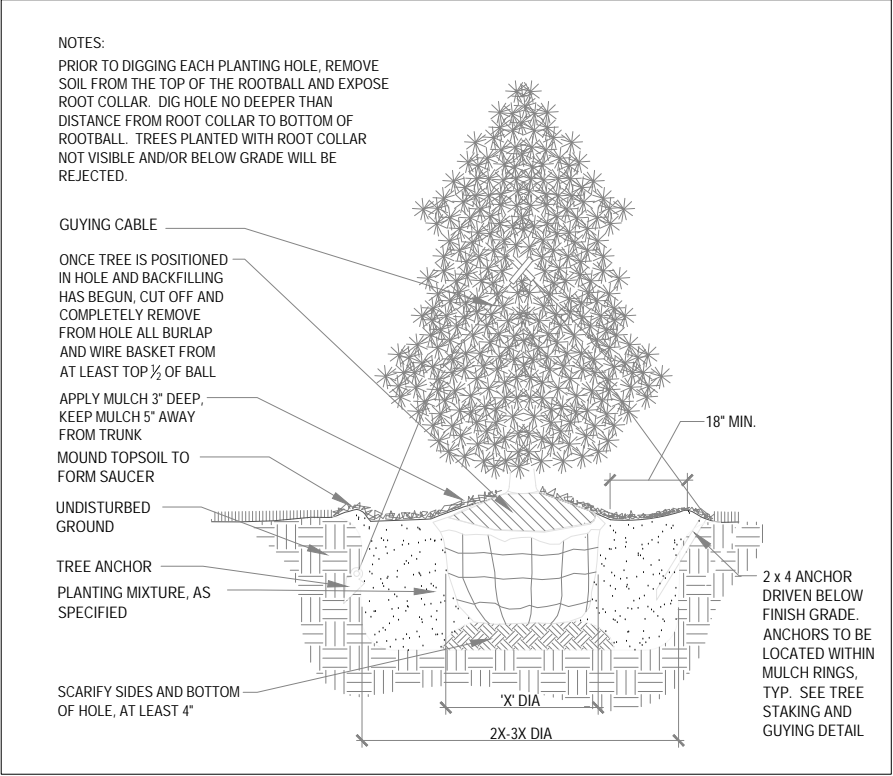 NOTES:
PRIOR TO DIGGING EACH PLANTING HOLE, REMOVE
SOIL FROM THE TOP OF THE ROOTBALL AND EXPOSE
ROOT COLLAR. DIG HOLE NO DEEPER THAN
DISTANCE FROM ROOT COLLAR TO BOTTOM OF
ROOTBALL. TREES PLANTED WITH ROOT COLLAR
NOT VISIBLE AND/OR BELOW GRADE WILL BE
REJECTED.
GUYING CABLE
ONCE TREE IS POSITIONED
IN HOLE AND BACKFILLING
HAS BEGUN, CUT OFF AND
COMPLETELY REMOVE
FROM HOLE ALL BURLAP
AND WIRE BASKET FROM
AT LEAST TOP ½ OF BALL
APPLY MULCH 3" DEEP,
KEEP MULCH 5" AWAY
FROM TRUNK
MOUND TOPSOIL TO
FORM SAUCER
UNDISTURBED
GROUND
TREE ANCHOR
PLANTING MIXTURE, AS
SPECIFIED
SCARIFY SIDES AND BOTTOM
OF HOLE, AT LEAST 4"
18" MIN.
2 x 4 ANCHOR
DRIVEN BELOW
FINISH GRADE.
ANCHORS TO BE
LOCATED WITHIN
MULCH RINGS,
TYP. SEE TREE
STAKING AND
GUYING DETAIL
'X' DIA
2X-3X DIA